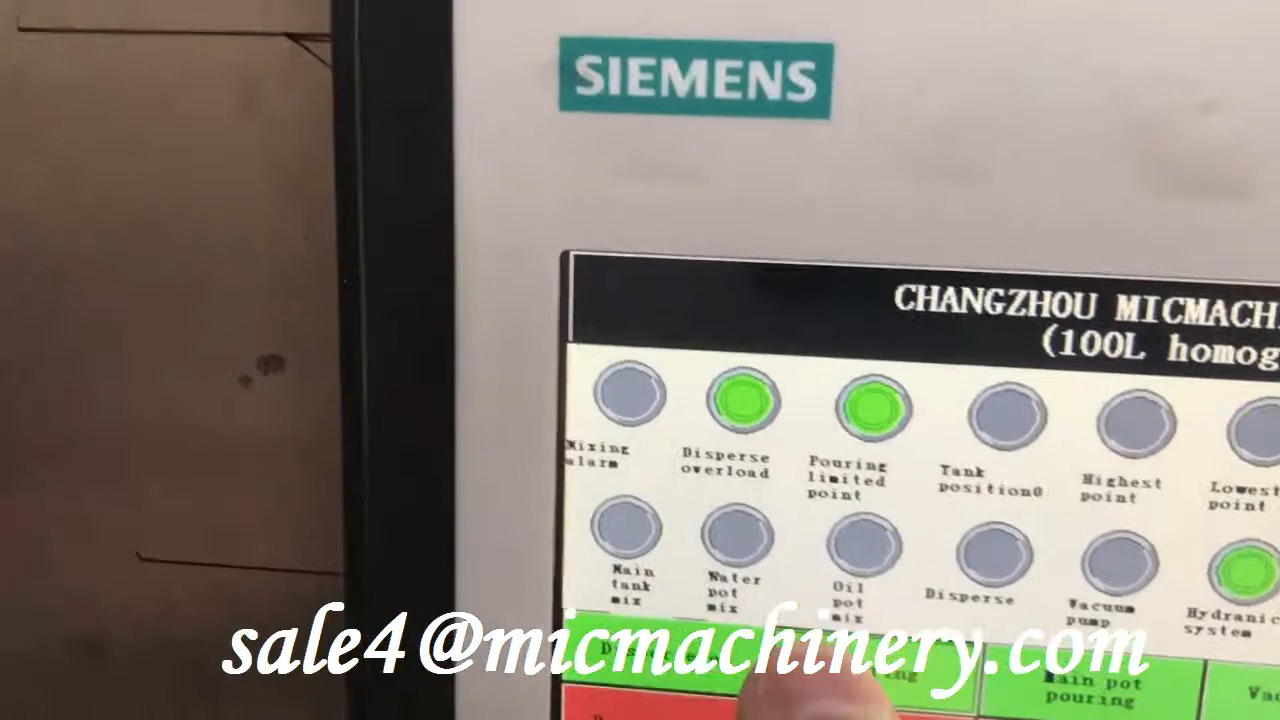 SIEMENS
CHANGZHOU MICMACH
(100L homog
Mixing
alarm
Disperse
overload
Pouring
limited
point
Tank
position0
Highest
point
Lowest
point
Main
tank
mix
Water
pot
mix
Oil
pot
mix
Disperse
Vacuum
pump
Hydranic
system
Main pot
pouring
sale4@micmachinery.com